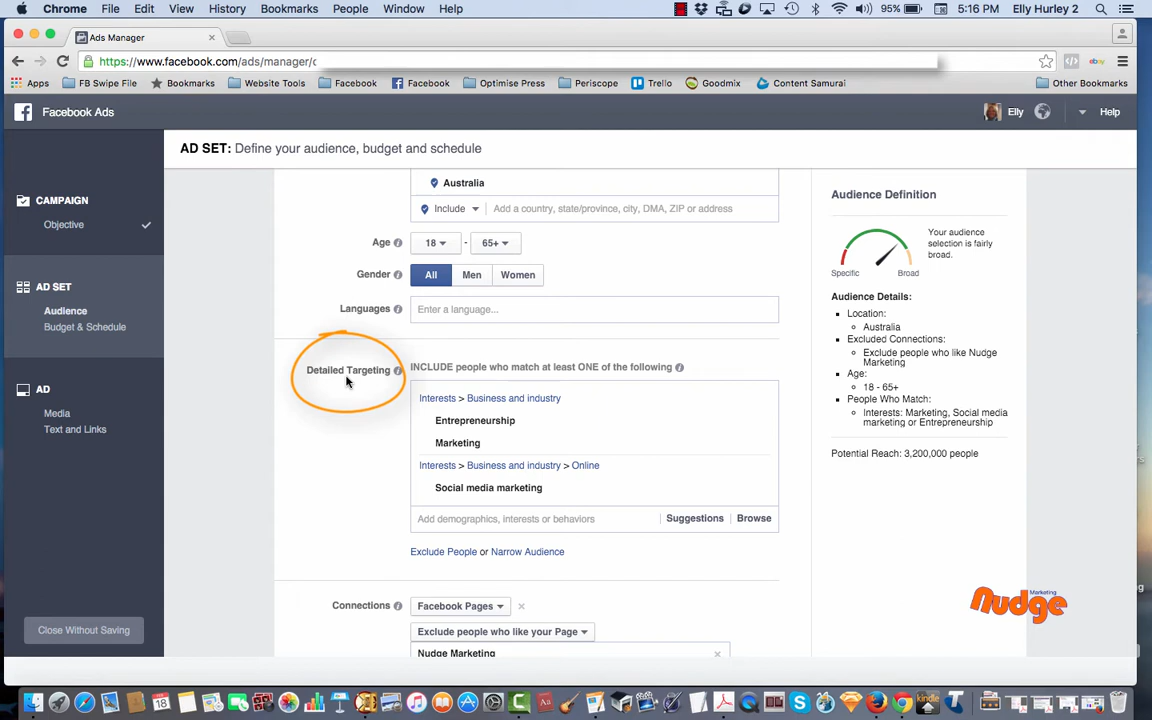 Chrome File Edit View History Bookmarks People Window Help 95% 5:16 PM Elly Hurley 2
Ads Manager
https://www.facebook.com/ads/manager/c
Apps FB Swipe File Bookmarks Website Tools Facebook Facebook Optimise Press Periscope Trello Goodmix Content Samurai Other Bookmarks
Facebook Ads Elly Help
AD SET: Define your audience, budget and schedule
CAMPAIGN
Objective
AD SET
Audience
Budget & Schedule
AD
Media
Text and Links
Close Without Saving
Australia
Include Add a country, state/province, city, DMA, ZIP or address
Age 18 - 65+
Gender All Men Women
Languages Enter a language...
Detailed Targeting INCLUDE people who match at least ONE of the following
Interests > Business and industry
Entrepreneurship
Marketing
Interests > Business and industry > Online
Social media marketing
Add demographics, interests or behaviors Suggestions Browse
Exclude People or Narrow Audience
Connections Facebook Pages
Exclude people who like your Page
Nudge Marketing
Audience Definition
Your audience
selection is fairly
broad.
Specific Broad
Audience Details:
Location:
Australia
Excluded Connections:
Exclude people who like Nudge
Marketing
Age:
18 - 65+
People Who Match:
Interests: Marketing, Social media
marketing or Entrepreneurship
Potential Reach: 3,200,000 people
Marketing
Nudge
18
kindle